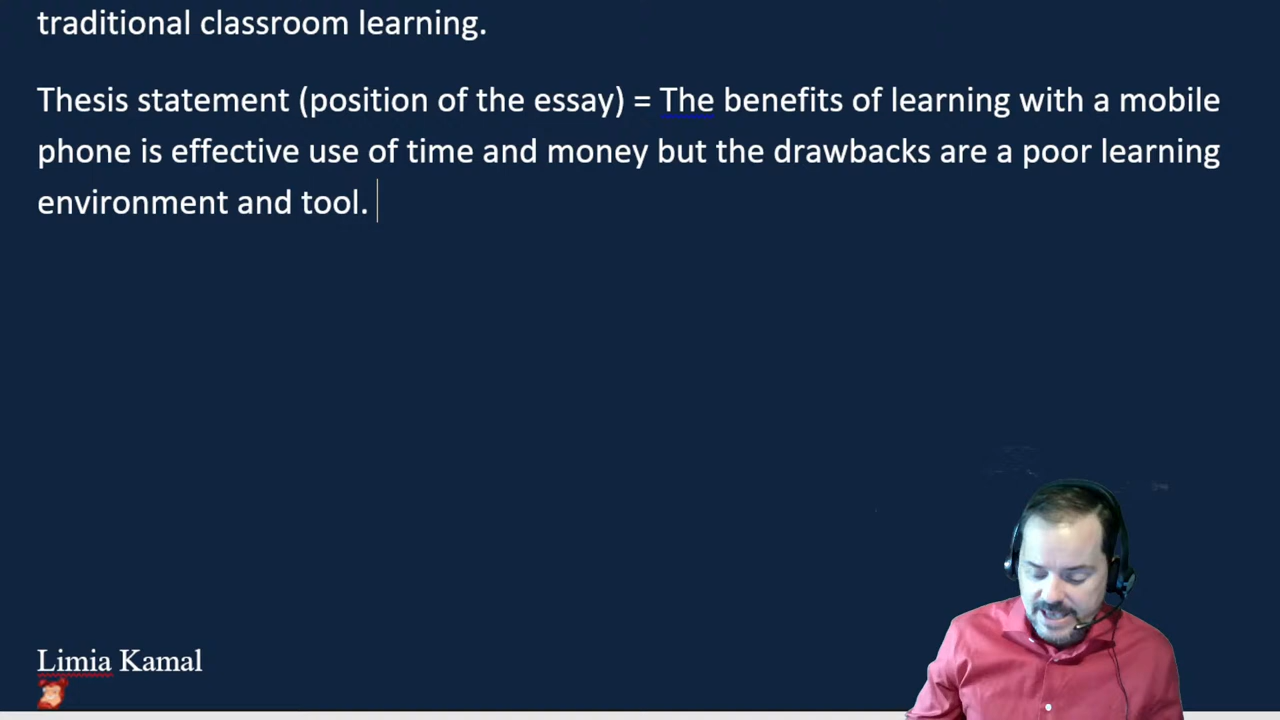 traditional classroom learning.
Thesis statement (position of the essay) = The benefits of learning with a mobile
phone is effective use of time and money but the drawbacks are a poor learning
environment and tool.
Limia Kamal